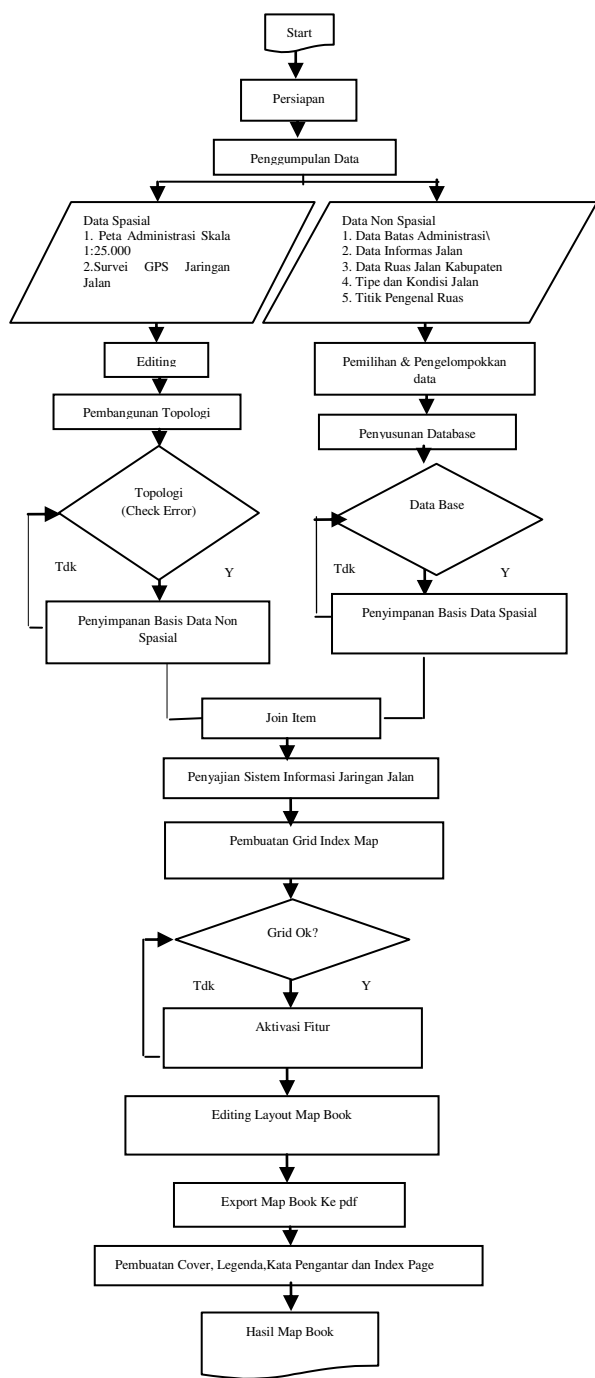 Start
Persiapan
Penggumpulan Data
Data Spasial
1. Peta Administrasi Skala
1:25.000
2.Survei GPS Jaringan
Jalan
Data Non Spasial
1. Data Batas Administrasi\
2. Data Informas Jalan
3. Data Ruas Jalan Kabupaten
4. Tipe dan Kondisi Jalan
5. Titik Pengenal Ruas
Editing
Pembangunan Topologi
Topologi
(Check Error)
Tdk
Y
Penyimpanan Basis Data Non
Spasial
Pemilihan & Pengelompokkan
data
Penyusunan Database
Data Base
Tdk
Y
Penyimpanan Basis Data Spasial
Join Item
Penyajian Sistem Informasi Jaringan Jalan
Pembuatan Grid Index Map
Grid Ok?
Tdk
Y
Aktivasi Fitur
Editing Layout Map Book
Export Map Book Ke pdf
Pembuatan Cover, Legenda,Kata Pengantar dan Index Page
Hasil Map Book